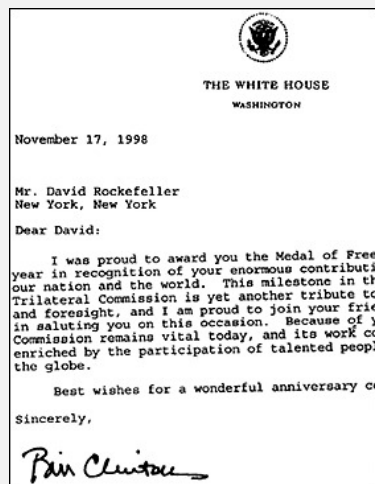 THE WHITE HOUSE
WASHINGTON
November 17, 1998
Mr. David Rockefeller
New York, New York
Dear David:
I was proud to award you the Medal of Free
year in recognition of your enormous contributi
our nation and the world. This milestone in th
Trilateral Commission is yet another tribute to
and foresight, and I am proud to join your frie
in saluting you on this occasion. Because of y
Commission remains vital today, and its work co
enriched by the participation of talented peopl
the globe.
Best wishes for a wonderful anniversary ce
Sincerely,
Bill Clinton